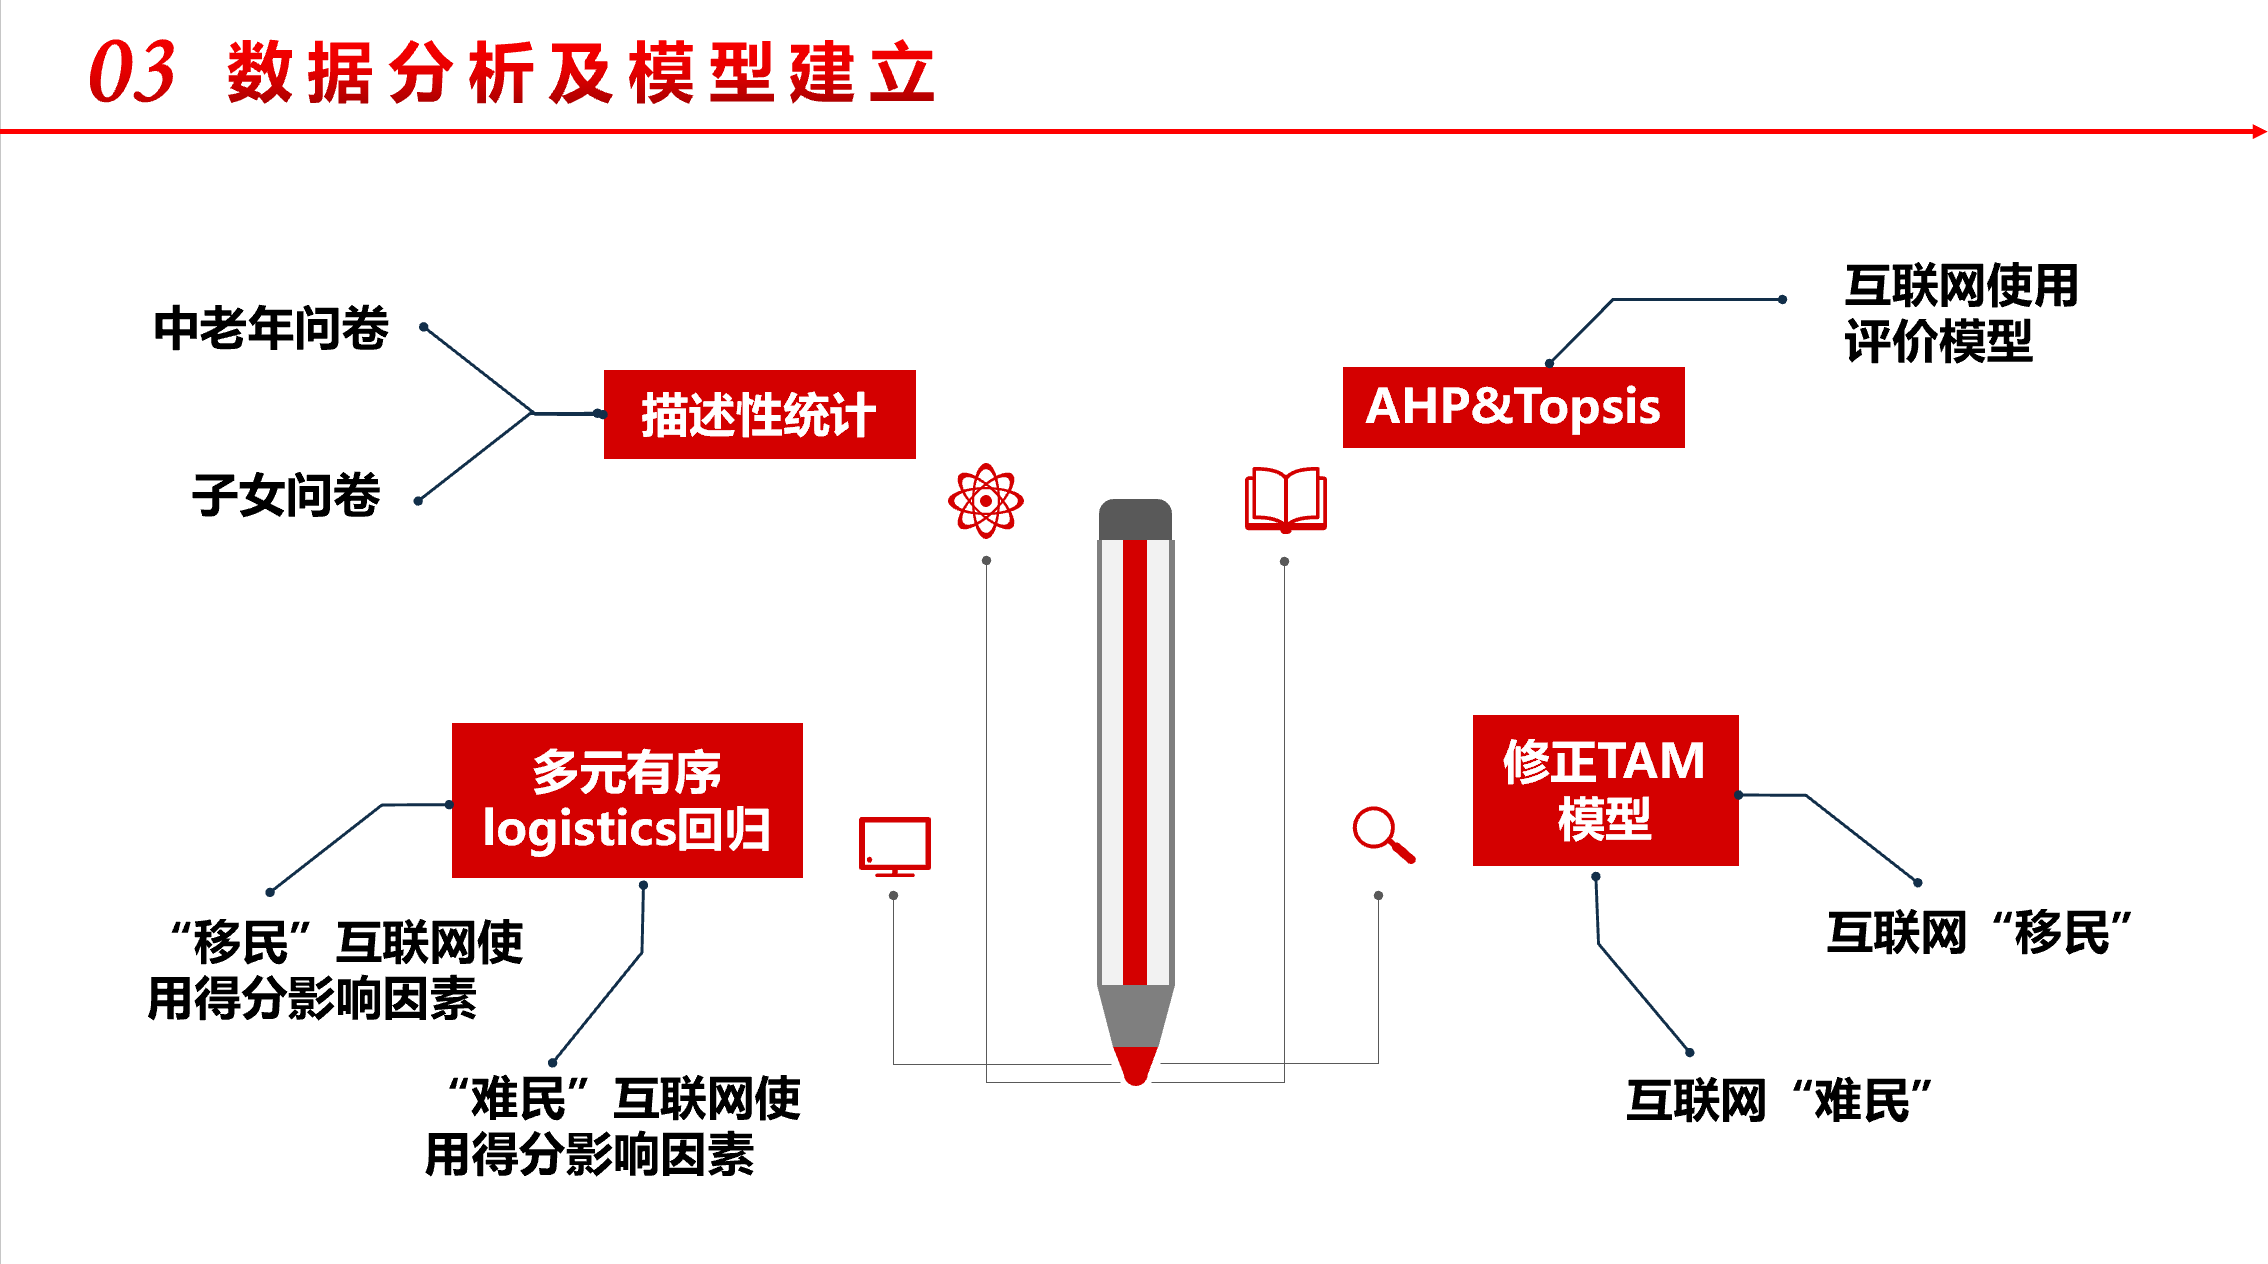 03 数据分析及模型建立
中老年问卷
子女问卷
描述性统计
AHP&Topsis
互联网使用
评价模型
多元有序
logistics回归
“移民”互联网使
用得分影响因素
“难民”互联网使
用得分影响因素
修正TAM
模型
互联网“移民”
互联网“难民”